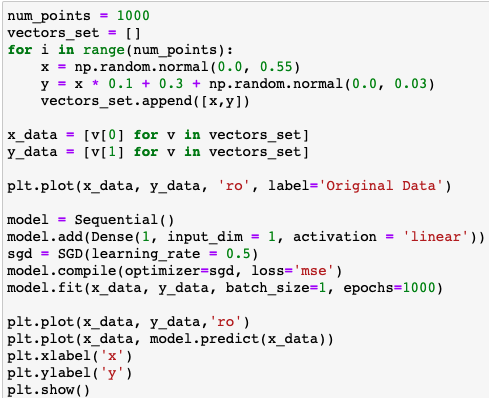 num_points = 1000
vectors_set = []
for i in range(num_points):
    x = np.random.normal(0.0, 0.55)
    y = x * 0.1 + 0.3 + np.random.normal(0.0, 0.03)
    vectors_set.append([x,y])

x_data = [v[0] for v in vectors_set]
y_data = [v[1] for v in vectors_set]

plt.plot(x_data, y_data, 'ro', label='Original Data')

model = Sequential()
model.add(Dense(1, input_dim = 1, activation = 'linear'))
sgd = SGD(learning_rate = 0.5)
model.compile(optimizer=sgd, loss='mse')
model.fit(x_data, y_data, batch_size=1, epochs=1000)

plt.plot(x_data, y_data,'ro')
plt.plot(x_data, model.predict(x_data))
plt.xlabel('x')
plt.ylabel('y')
plt.show()